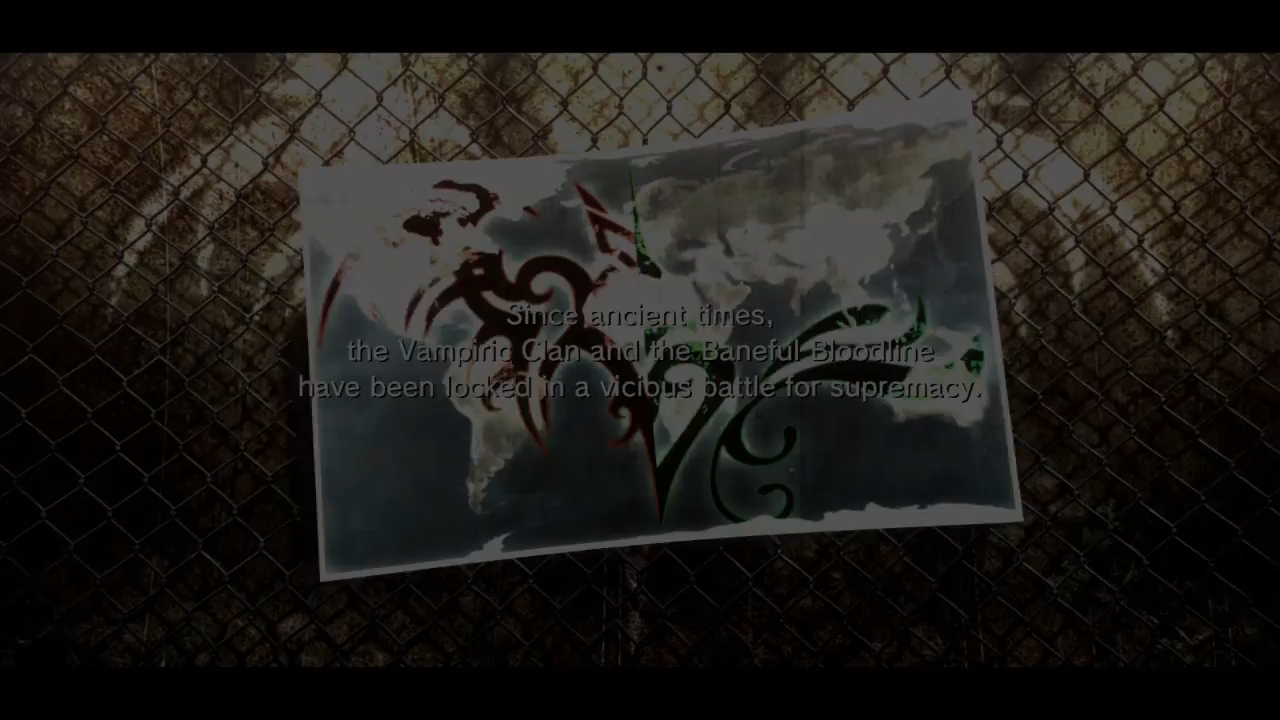 Since ancient times,
the Vampiric Clan and the Baneful Bloodline
have been locked in a vicious battle for supremacy.